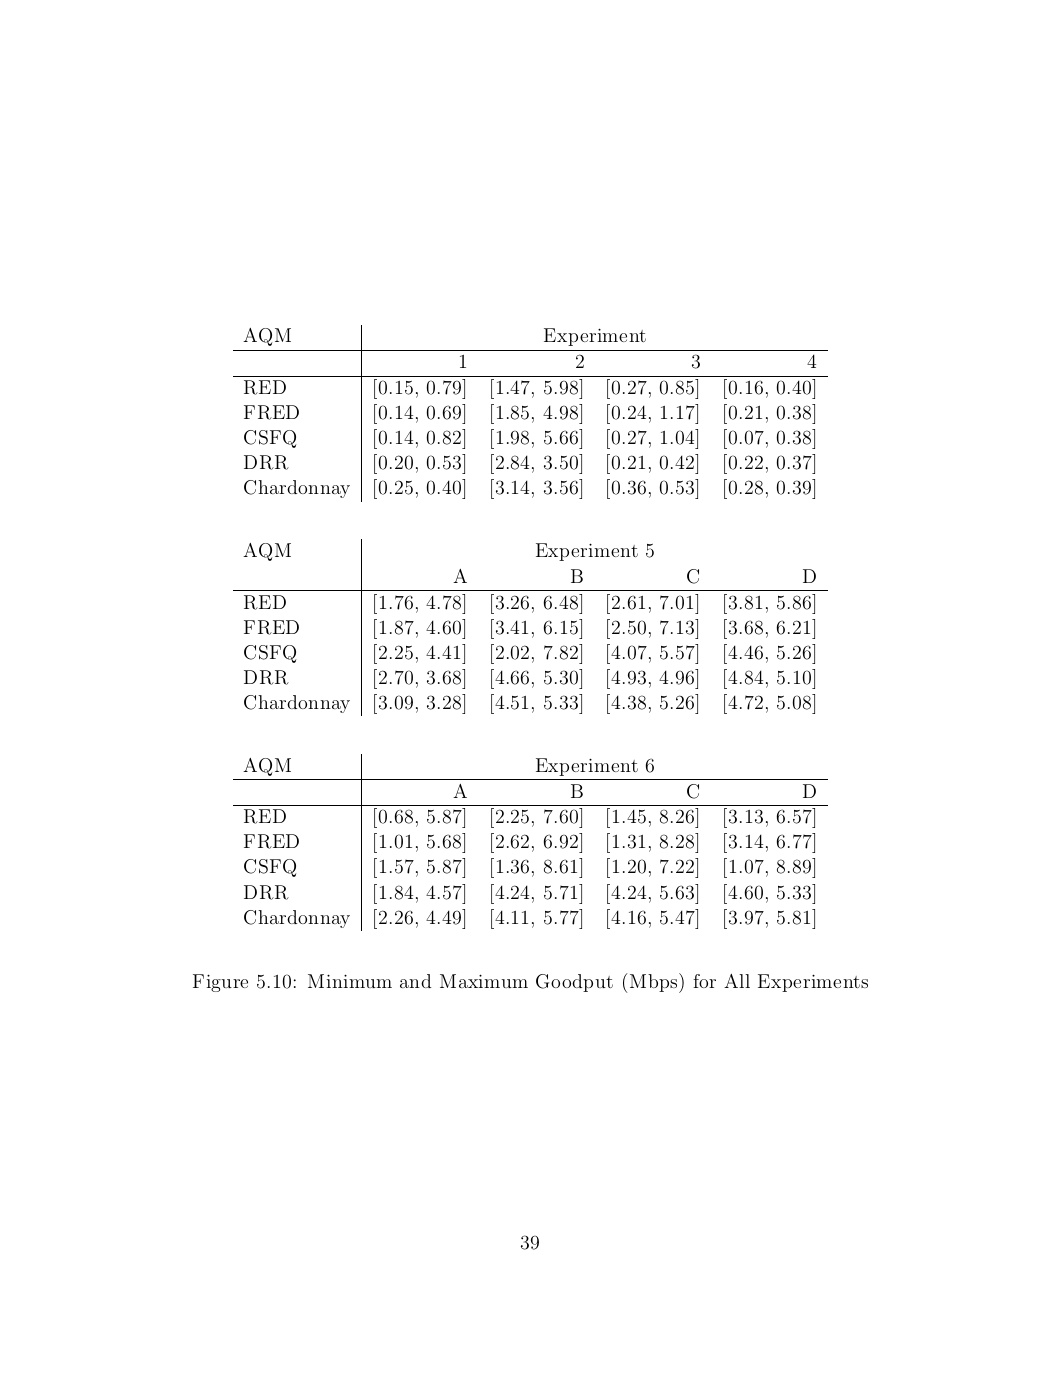 AQM Experiment
1 2 3 4
RED [0.15, 0.79] [1.47, 5.98] [0.27, 0.85] [0.16, 0.40]
FRED [0.14, 0.69] [1.85, 4.98] [0.24, 1.17] [0.21, 0.38]
CSFQ [0.14, 0.82] [1.98, 5.66] [0.27, 1.04] [0.07, 0.38]
DRR [0.20, 0.53] [2.84, 3.50] [0.21, 0.42] [0.22, 0.37]
Chardonnay [0.25, 0.40] [3.14, 3.56] [0.36, 0.53] [0.28, 0.39]
AQM Experiment 5
A B C D
RED [1.76, 4.78] [3.26, 6.48] [2.61, 7.01] [3.81, 5.86]
FRED [1.87, 4.60] [3.41, 6.15] [2.50, 7.13] [3.68, 6.21]
CSFQ [2.25, 4.41] [2.02, 7.82] [4.07, 5.57] [4.46, 5.26]
DRR [2.70, 3.68] [4.66, 5.30] [4.93, 4.96] [4.84, 5.10]
Chardonnay [3.09, 3.28] [4.51, 5.33] [4.38, 5.26] [4.72, 5.08]
AQM Experiment 6
A B C D
RED [0.68, 5.87] [2.25, 7.60] [1.45, 8.26] [3.13, 6.57]
FRED [1.01, 5.68] [2.62, 6.92] [1.31, 8.28] [3.14, 6.77]
CSFQ [1.57, 5.87] [1.36, 8.61] [1.20, 7.22] [1.07, 8.89]
DRR [1.84, 4.57] [4.24, 5.71] [4.24, 5.63] [4.60, 5.33]
Chardonnay [2.26, 4.49] [4.11, 5.77] [4.16, 5.47] [3.97, 5.81]
Figure 5.10: Minimum and Maximum Goodput (Mbps) for All Experiments
39